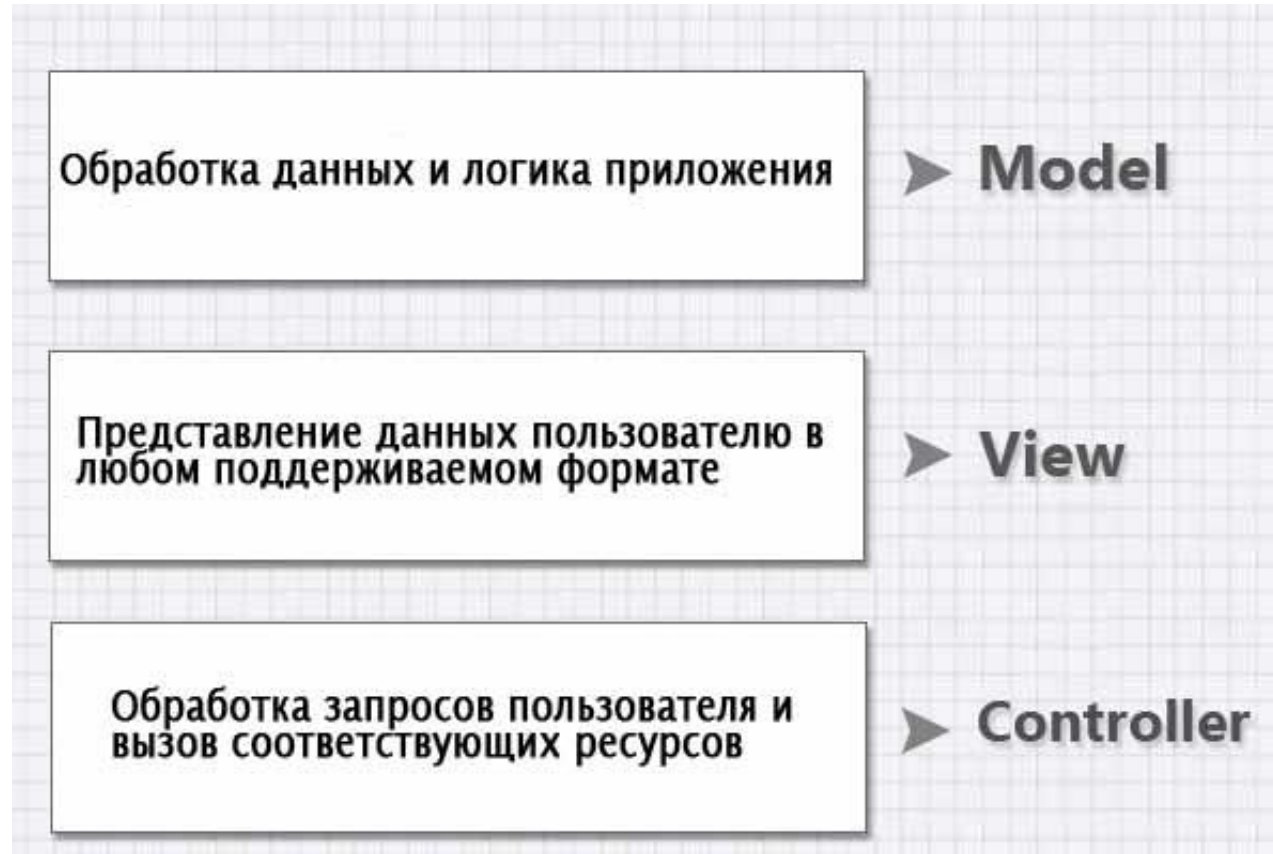 Обработка данных и логика приложения
Model
Представление данных пользователю в
любом поддерживаемом формате
View
Обработка запросов пользователя и
вызов соответствующих ресурсов
Controller